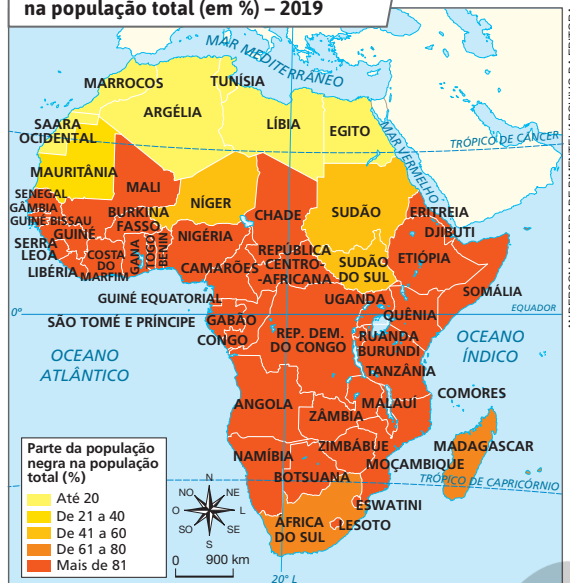 na população total (em %) – 2019
MAR MEDITERRÂNEO
MARROCOS
TUNÍSIA
ARGÉLIA
LÍBIA
EGITO
SAARA
OCIDENTAL
TRÓPICO DE CÂNCER
MAR VERMELHO
MAURITÂNIA
MALI
NÍGER
CHADE
SUDÃO
ERITREIA
DJIBUTI
SENEGAL
GÂMBIA
GUINÉ BISSAU
GUINÉ
BURKINA
FASSO
SERRA
LEOA
LIBÉRIA
COSTA
DO
MARFIM
GANA
TOGO
BENIN
NIGÉRIA
CAMARÕES
REPÚBLICA
CENTRO-
-AFRICANA
SUDÃO
DO SUL
ETIÓPIA
SOMÁLIA
GUINÉ EQUATORIAL
UGANDA
QUÊNIA
0°
EQUADOR
SÃO TOMÉ E PRÍNCIPE
GABÃO
CONGO
REP. DEM.
DO CONGO
RUANDA
BURUNDI
OCEANO
ÍNDICO
OCEANO
ATLÂNTICO
TANZÂNIA
COMORES
ANGOLA
MALAUÍ
ZÂMBIA
ZIMBÁBUE
MOÇAMBIQUE
MADAGASCAR
NAMÍBIA
BOTSUANA
TRÓPICO DE CAPRICÓRNIO
ESWATINI
LESOTO
ÁFRICA
DO SUL
Parte da população
negra na população
total (%)
Até 20
De 21 a 40
De 41 a 60
De 61 a 80
Mais de 81
N
NO
NE
O
L
SO
SE
S
0
900 km
20° L